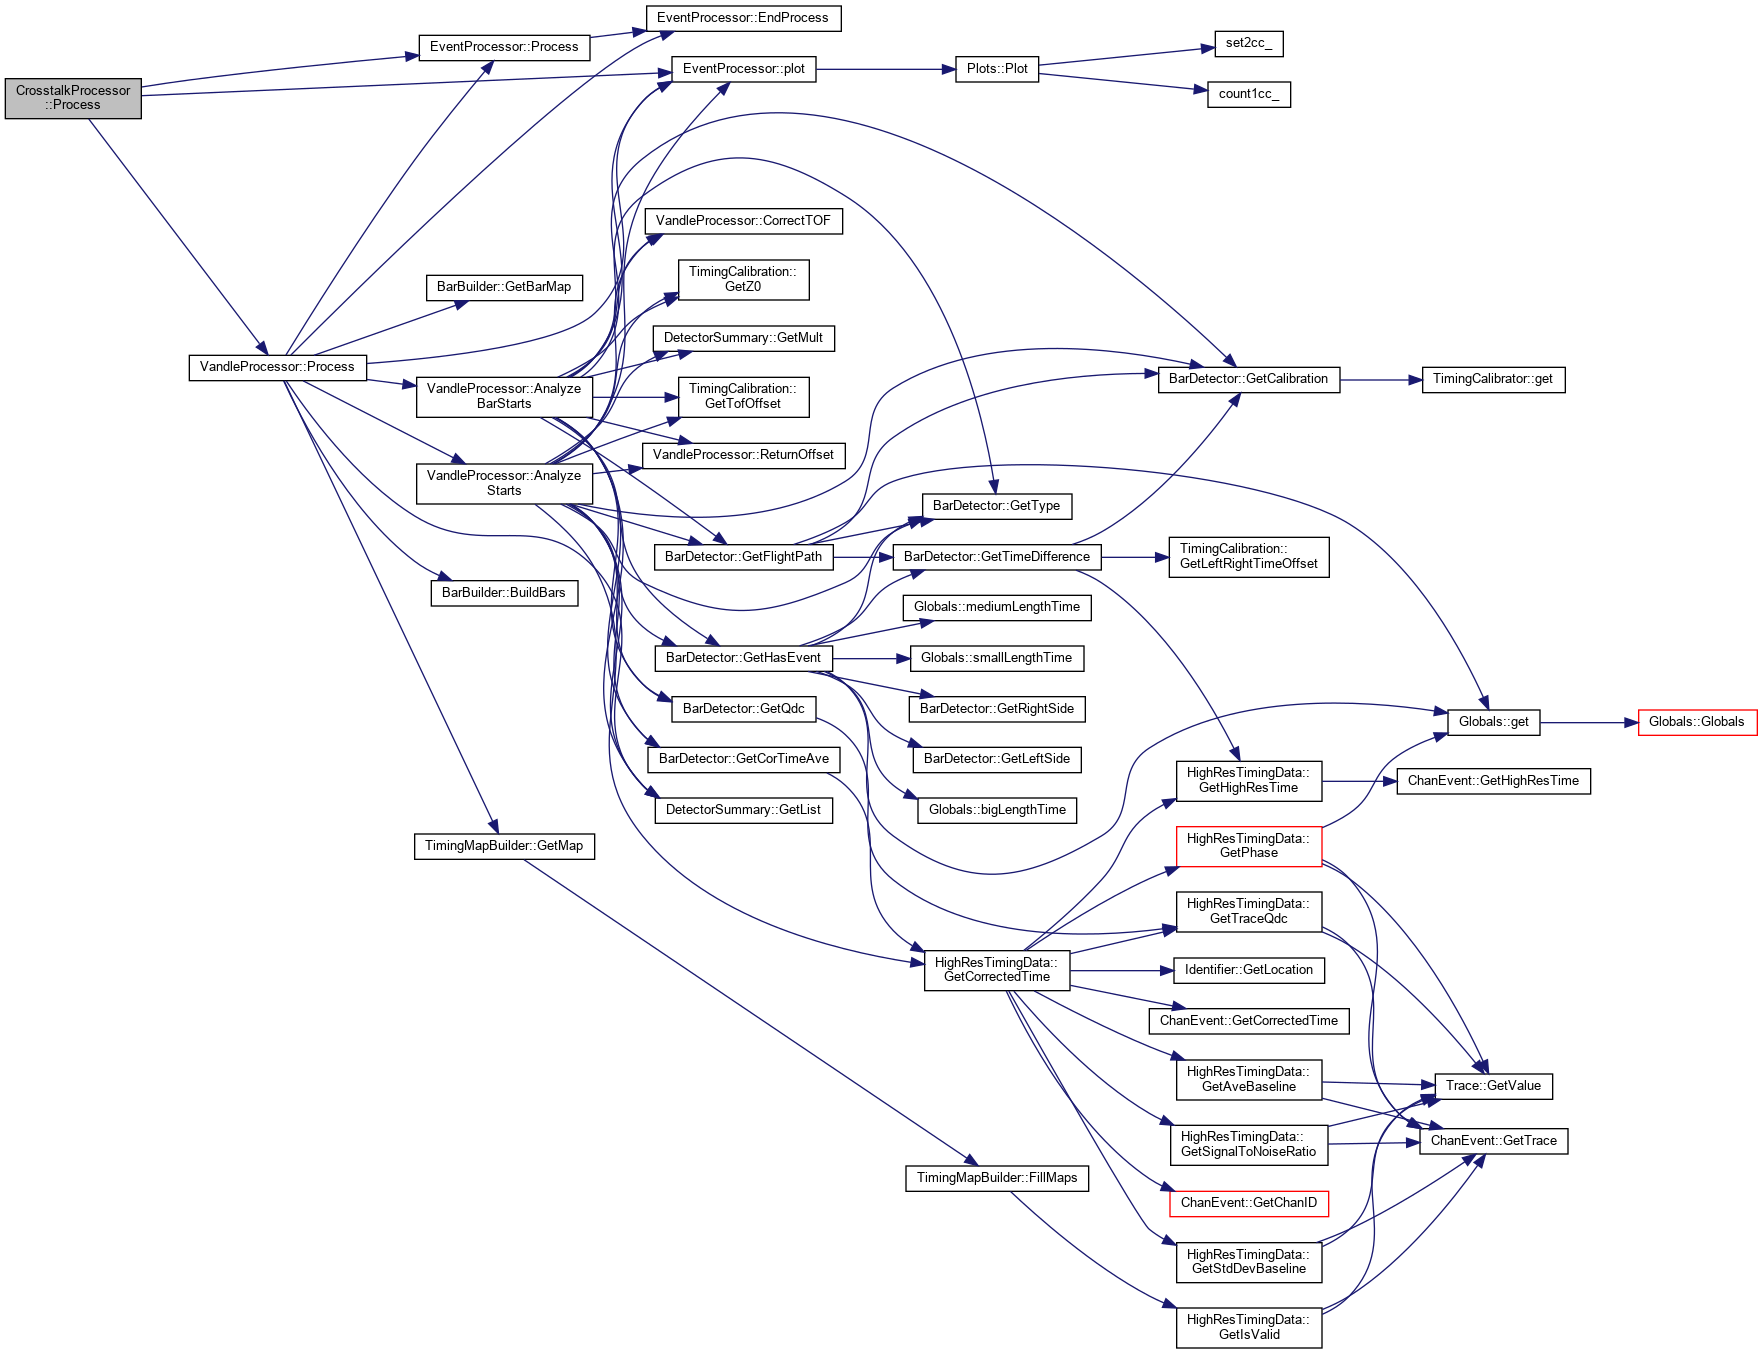 CrosstalkProcessor
::Process
EventProcessor::Process
EventProcessor::EndProcess
EventProcessor::plot
Plots::Plot
set2cc_
count1cc_
VandleProcessor::Process
BarBuilder::GetBarMap
VandleProcessor::Analyze
BarStarts
VandleProcessor::Analyze
Starts
BarBuilder::BuildBars
TimingMapBuilder::GetMap
VandleProcessor::CorrectTOF
TimingCalibration::
GetZ0
DetectorSummary::GetMult
TimingCalibration::
GetTofOffset
VandleProcessor::ReturnOffset
BarDetector::GetFlightPath
BarDetector::GetHasEvent
BarDetector::GetQdc
BarDetector::GetCorTimeAve
DetectorSummary::GetList
BarDetector::GetType
BarDetector::GetTimeDifference
Globals::mediumLengthTime
Globals::smallLengthTime
BarDetector::GetRightSide
BarDetector::GetLeftSide
Globals::bigLengthTime
HighResTimingData::
GetCorrectedTime
TimingMapBuilder::FillMaps
BarDetector::GetCalibration
TimingCalibrator::get
TimingCalibration::
GetLeftRightTimeOffset
Globals::get
Globals::Globals
HighResTimingData::
GetHighResTime
ChanEvent::GetHighResTime
HighResTimingData::
GetPhase
HighResTimingData::
GetTraceQdc
Identifier::GetLocation
ChanEvent::GetCorrectedTime
HighResTimingData::
GetAveBaseline
HighResTimingData::
GetSignalToNoiseRatio
ChanEvent::GetChanID
HighResTimingData::
GetStdDevBaseline
HighResTimingData::
GetIsValid
Trace::GetValue
ChanEvent::GetTrace